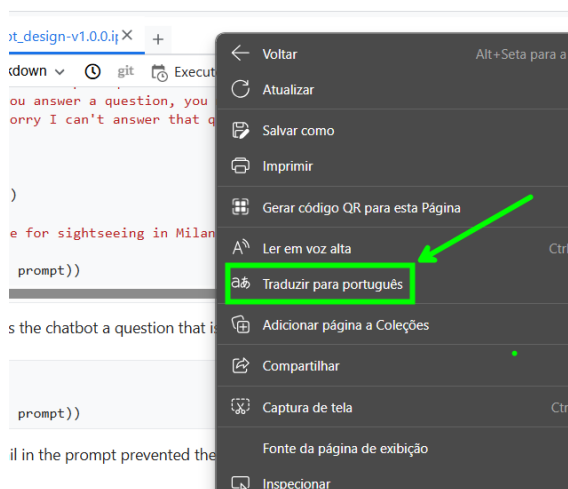 pt_design-v1.0.0.ip
kdown
git
Execut
ou answer a question, you
orry I can't answer that q
)
e for sightseeing in Milan
prompt))
s the chatbot a question that is
prompt))
il in the prompt prevented the
Voltar Alt+Seta para a
Atualizar
Salvar como
Imprimir
Gerar código QR para esta Página
Ler em voz alta Ctrl
Traduzir para português
Adicionar página a Coleções
Compartilhar
Captura de tela Ctr
Fonte da página de exibição
Inspecionar